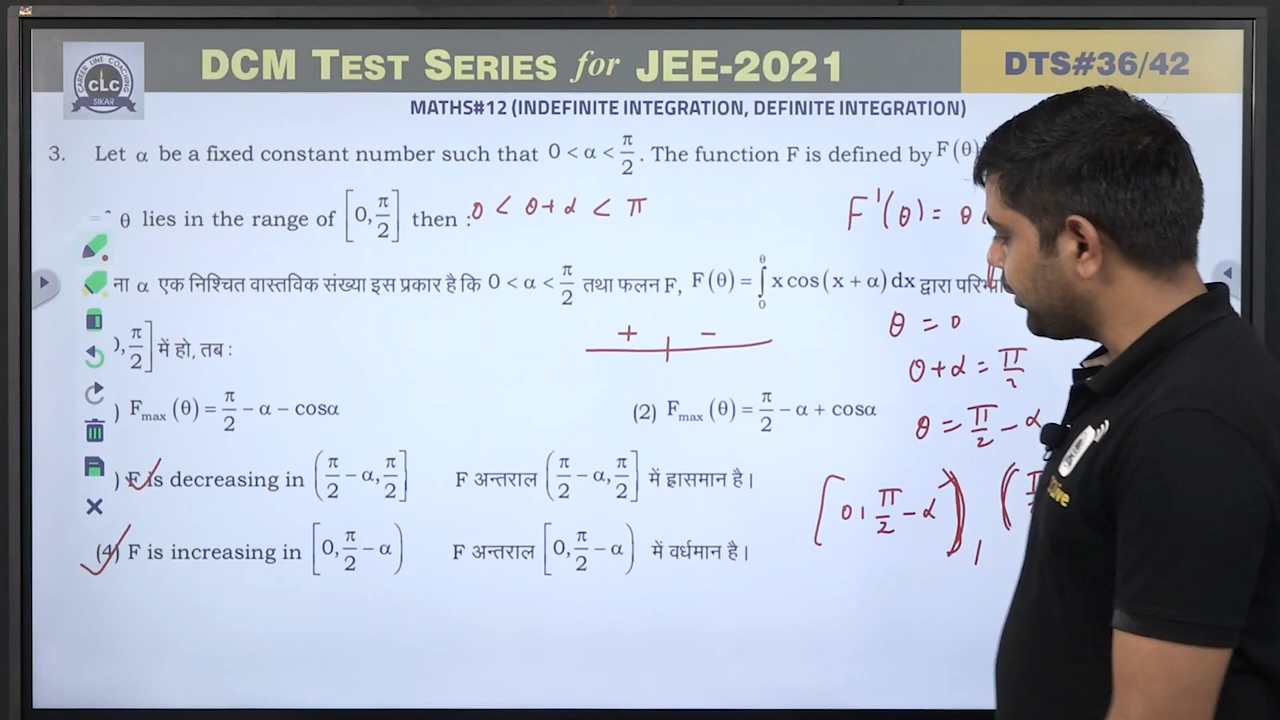 CAREER LINE COACHING
CLC
SIKAR
DCM TEST SERIES for JEE-2021
DTS#36/42
MATHS#12 (INDEFINITE INTEGRATION, DEFINITE INTEGRATION)
3. Let α be a fixed constant number such that 0 < α < π/2. The function F is defined by F(θ)
θ lies in the range of [0, π/2] then : 0 < θ + α < π
F'(θ) = θ
ना α एक निश्चित वास्तविक संख्या इस प्रकार है कि 0 < α < π/2 तथा फलन F, F(θ) = ∫₀^θ x cos(x + α) dx द्वारा
, π/2] में हो, तब :
+ −
θ = 0
θ + α = π/2
θ = π/2 − α
) F_max (θ) = π/2 − α − cosα
(2) F_max (θ) = π/2 − α + cosα
) F is decreasing in (π/2 − α, π/2] F अन्तराल (π/2 − α, π/2] में ह्रासमान है।
[0, π/2 − α),
(4) F is increasing in [0, π/2 − α) F अन्तराल [0, π/2 − α) में वर्धमान है।